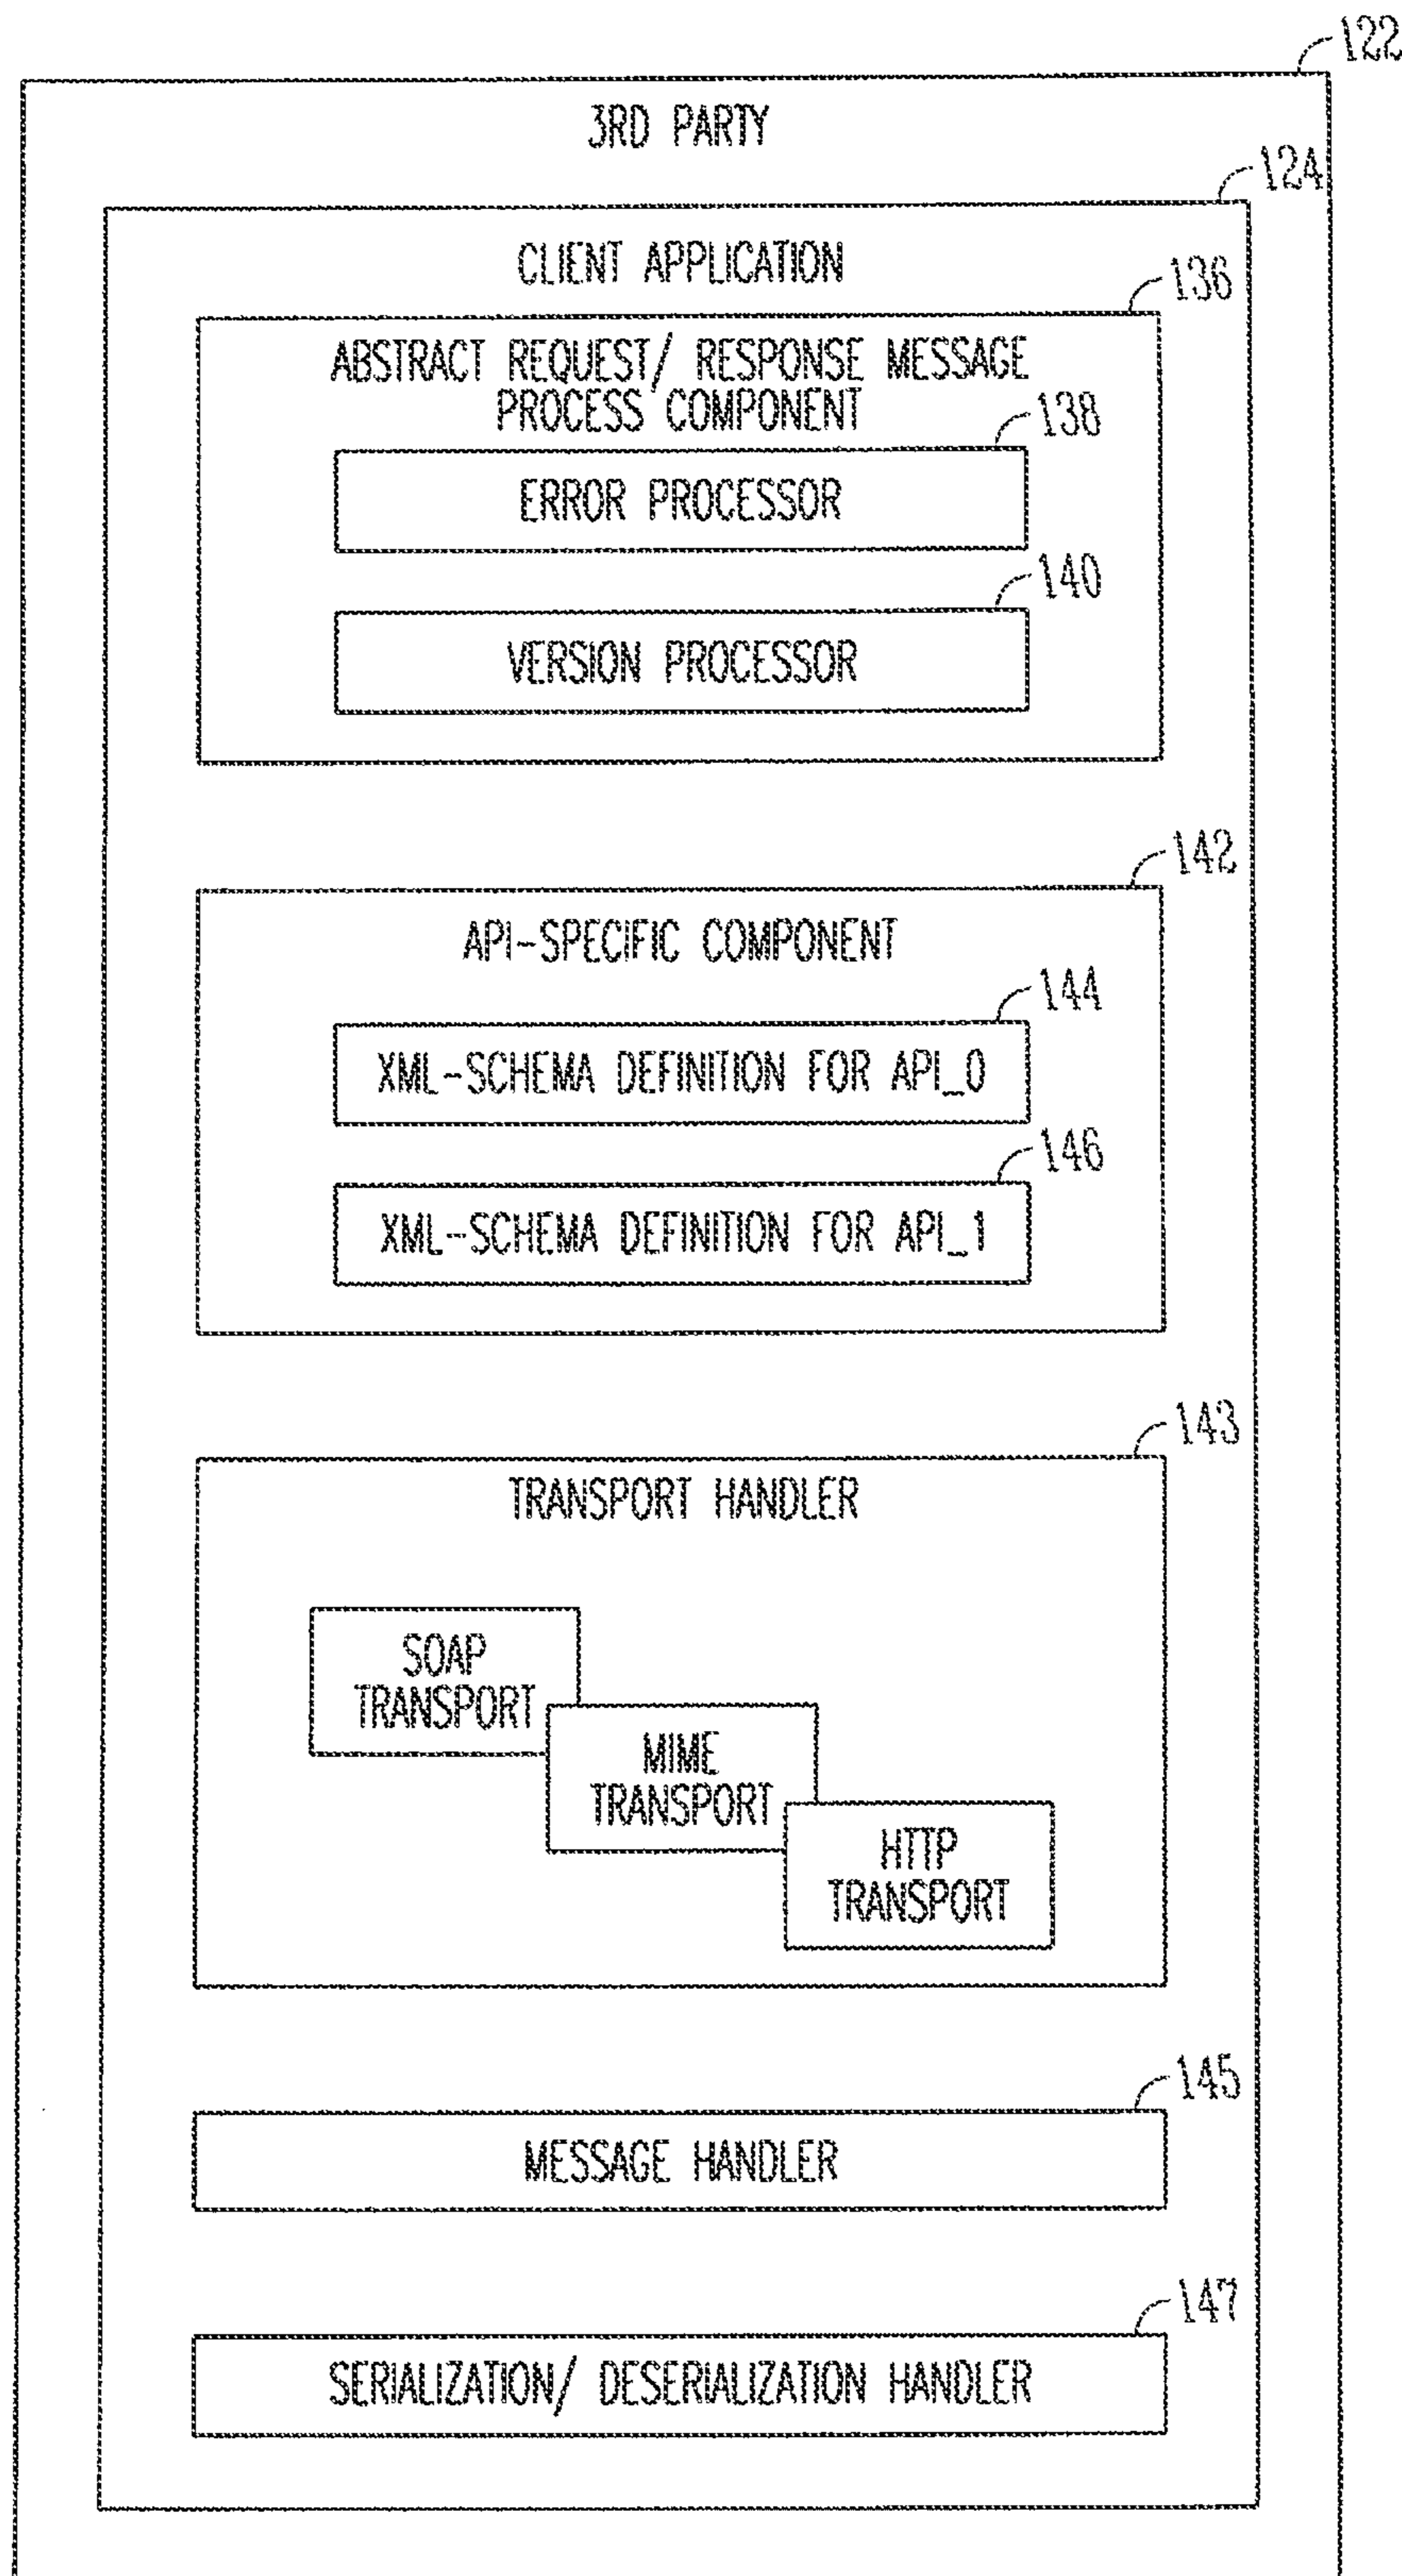 122
3RD PARTY
124
CLIENT APPLICATION
136
ABSTRACT REQUEST/ RESPONSE MESSAGE
PROCESS COMPONENT
138
ERROR PROCESSOR
140
VERSION PROCESSOR
142
API-SPECIFIC COMPONENT
144
XML-SCHEMA DEFINITION FOR API_0
146
XML-SCHEMA DEFINITION FOR API_1
143
TRANSPORT HANDLER
SOAP
TRANSPORT
MIME
TRANSPORT
HTTP
TRANSPORT
145
MESSAGE HANDLER
147
SERIALIZATION/ DESERIALIZATION HANDLER